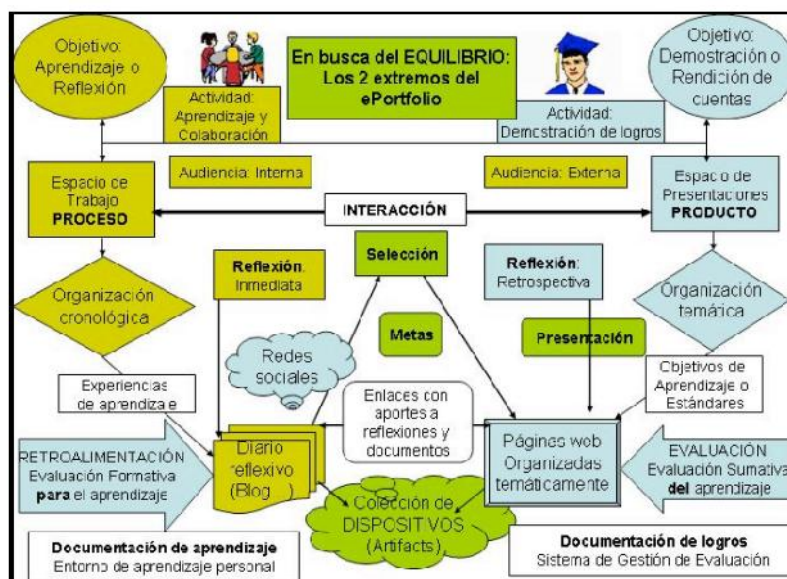 Objetivo:
Aprendizaje o
Reflexión
En busca del EQUILIBRIO:
Los 2 extremos del
ePortfolio
Objetivo:
Demostración o
Rendición de
cuentas
Actividad:
Aprendizaje y
Colaboración
Actividad:
Demostración de logros
Audiencia: Interna
Audiencia: Externa
Espacio de
Trabajo
PROCESO
INTERACCIÓN
Espacio de
Presentaciones
PRODUCTO
Reflexión:
Inmediata
Selección
Reflexión:
Retrospectiva
Organización
cronológica
Organización
temática
Metas
Presentación
Redes
sociales
Experiencias
de aprendizaje
Enlaces con
aportes a
reflexiones y
documentos
Objetivos de
Aprendizaje o
Estándares
RETROALIMENTACIÓN
Evaluación Formativa
para el aprendizaje
Diario
reflexivo
(Blog...)
Páginas web
Organizadas
temáticamente
EVALUACIÓN
Evaluación Sumativa
del aprendizaje
Colección de
DISPOSITIVOS
(Artifacts)
Documentación de aprendizaje
Entorno de aprendizaje personal
Documentación de logros
Sistema de Gestión de Evaluación